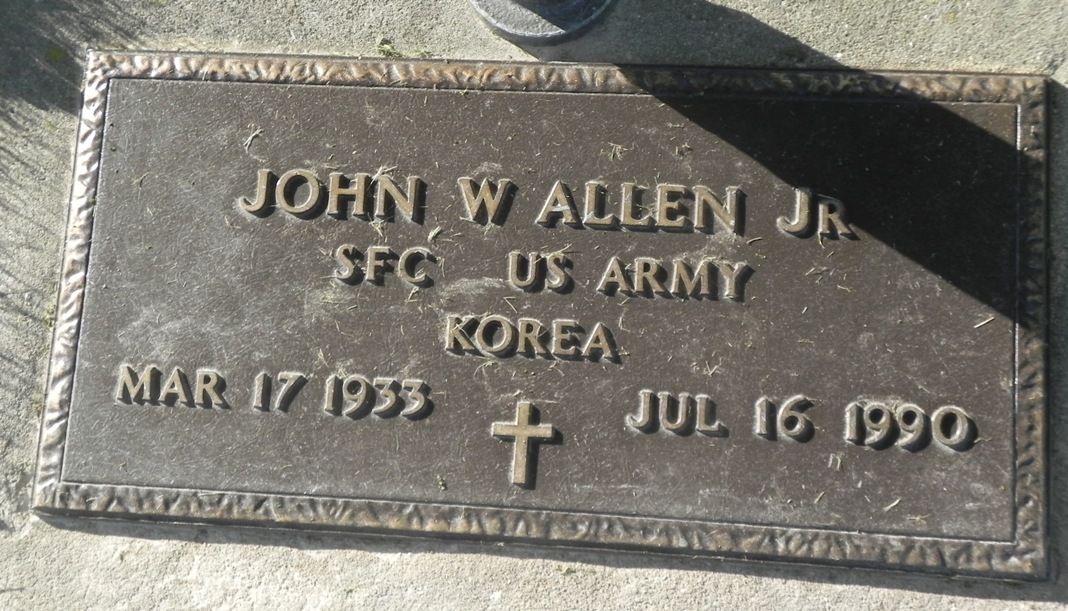 JOHN W ALLEN JR
SFC US ARMY
KOREA
MAR 17 1933 JUL 16 1990